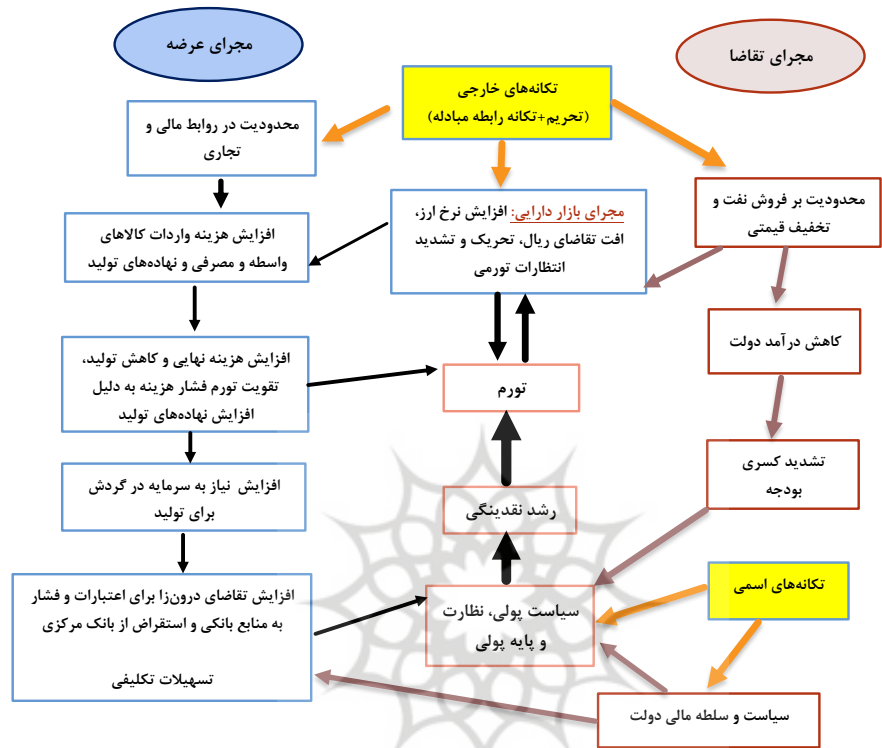 مجرای عرضه
مجرای تقاضا
تکانه‌های خارجی
(تحریم+تکانه رابطه مبادله)
محدودیت در روابط مالی و
تجاری
محدودیت بر فروش نفت و
تخفیف قیمتی
مجرای بازار دارایی: افزایش نرخ ارز،
افت تقاضای ریال، تحریک و تشدید
انتظارات تورمی
افزایش هزینه واردات کالاهای
واسطه و مصرفی و نهاده‌های تولید
کاهش درآمد دولت
افزایش هزینه نهایی و کاهش تولید،
تقویت تورم فشار هزینه به دلیل
افزایش نهاده‌های تولید
تورم
تشدید کسری
بودجه
افزایش نیاز به سرمایه در گردش
برای تولید
رشد نقدینگی
تکانه‌های اسمی
افزایش تقاضای درون‌زا برای اعتبارات و فشار
به منابع بانکی و استقراض از بانک مرکزی
تسهیلات تکلیفی
سیاست پولی، نظارت
و پایه پولی
سیاست و سلطه مالی دولت